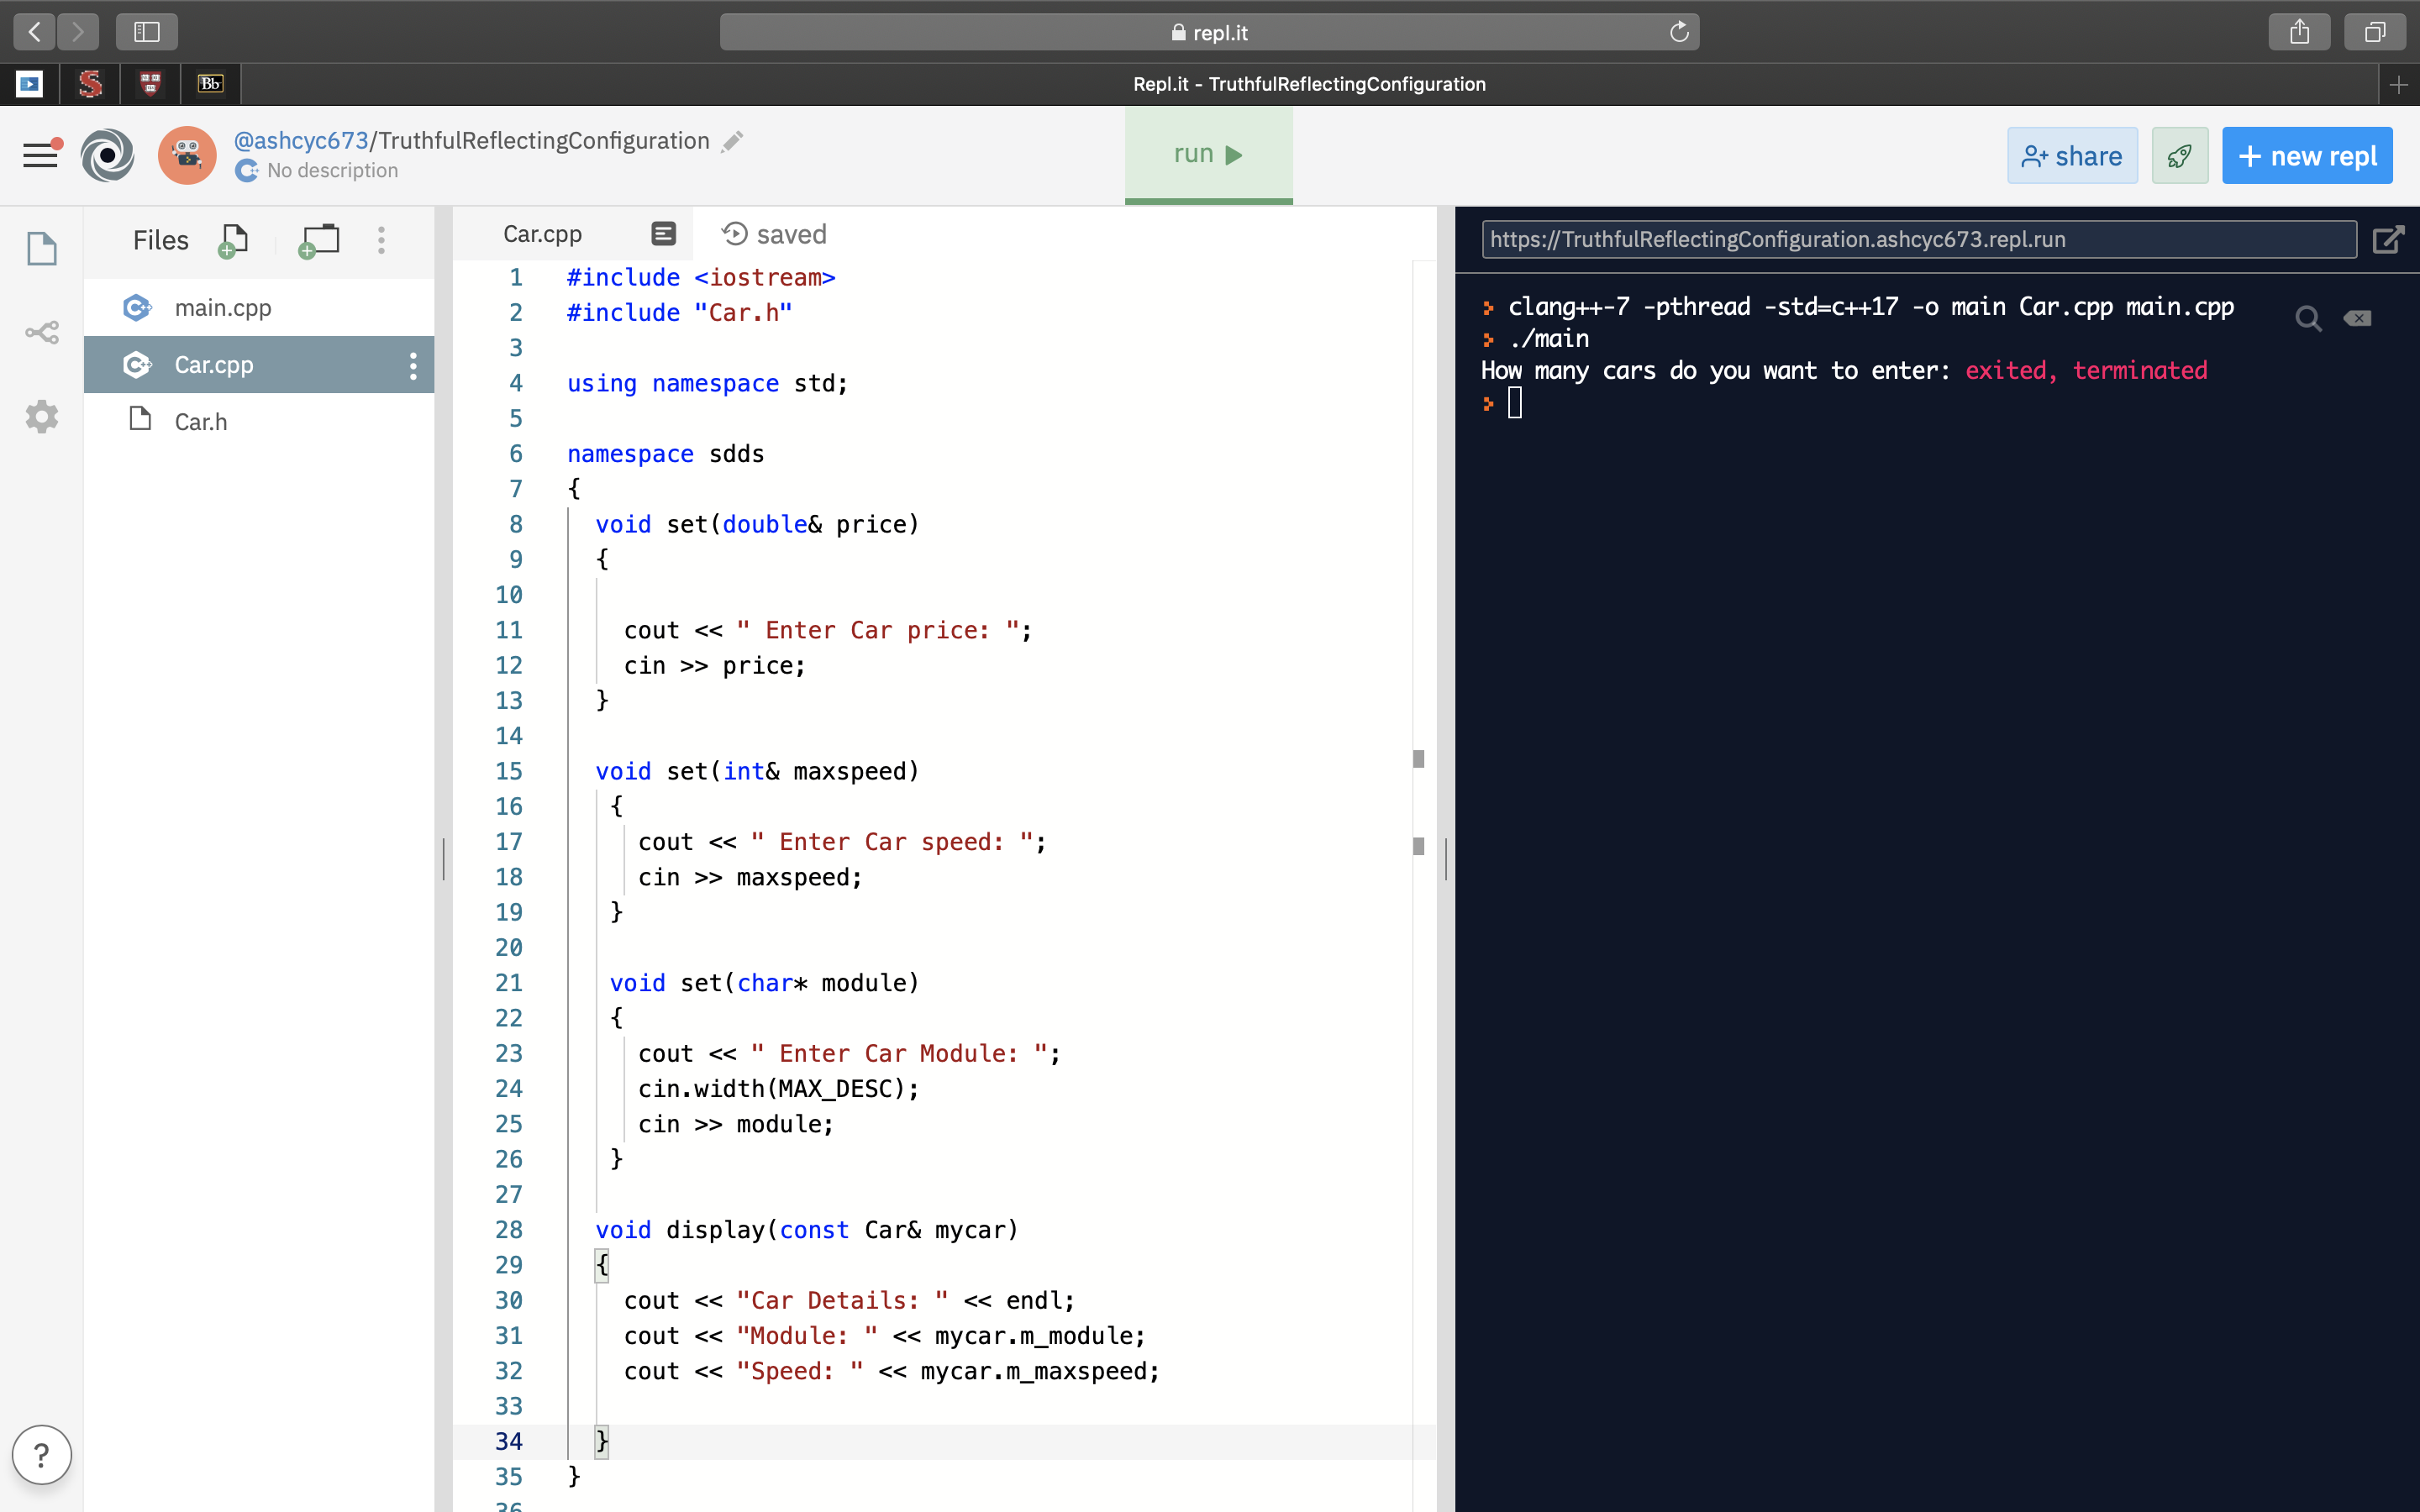 repl.it
S
Bb
Repl.it - TruthfulReflectingConfiguration
@ashcyc673/TruthfulReflectingConfiguration
No description
run
share
+ new repl
Files
main.cpp
Car.cpp
Car.h
Car.cpp
saved
1 #include <iostream>
2 #include "Car.h"
3
4 using namespace std;
5
6 namespace sdds
7 {
8 void set(double& price)
9 {
10
11 cout << " Enter Car price: ";
12 cin >> price;
13 }
14
15 void set(int& maxspeed)
16 {
17 cout << " Enter Car speed: ";
18 cin >> maxspeed;
19 }
20
21 void set(char* module)
22 {
23 cout << " Enter Car Module: ";
24 cin.width(MAX_DESC);
25 cin >> module;
26 }
27
28 void display(const Car& mycar)
29 {
30 cout << "Car Details: " << endl;
31 cout << "Module: " << mycar.m_module;
32 cout << "Speed: " << mycar.m_maxspeed;
33
34 }
35 }
36
https://TruthfulReflectingConfiguration.ashcyc673.repl.run
clang++-7 -pthread -std=c++17 -o main Car.cpp main.cpp
./main
How many cars do you want to enter: exited, terminated
?